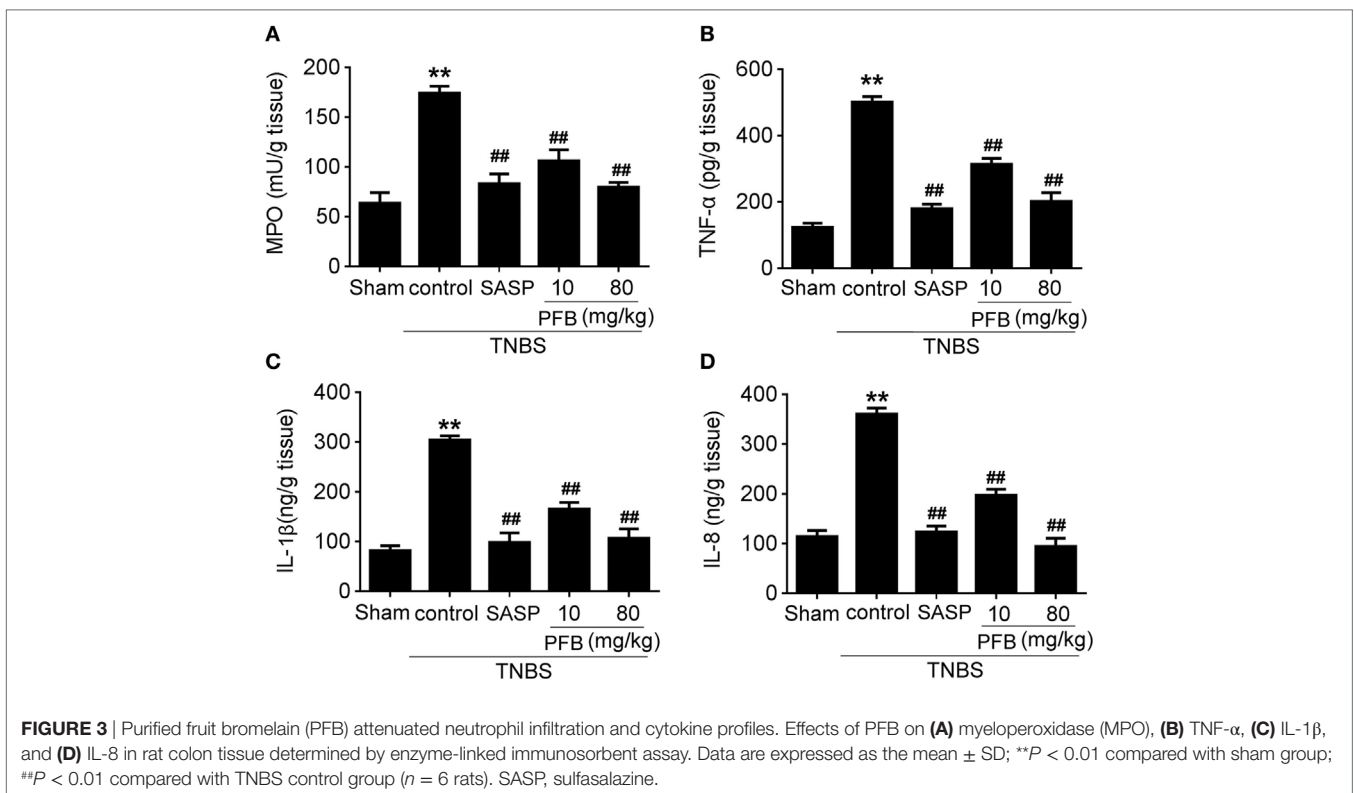 A
MPO (mU/g tissue)
200
150
100
50
0
**
##
##
##
Sham control SASP 10 80
PFB (mg/kg)
TNBS
B
TNF-α (pg/g tissue)
600
400
200
0
**
##
##
##
Sham control SASP 10 80
PFB (mg/kg)
TNBS
C
IL-1β(ng/g tissue)
400
300
200
100
0
**
##
##
##
Sham control SASP 10 80
PFB (mg/kg)
TNBS
D
IL-8 (ng/g tissue)
400
300
200
100
0
**
##
##
##
Sham control SASP 10 80
PFB (mg/kg)
TNBS
FIGURE 3 | Purified fruit bromelain (PFB) attenuated neutrophil infiltration and cytokine profiles. Effects of PFB on (A) myeloperoxidase (MPO), (B) TNF-α, (C) IL-1β,
and (D) IL-8 in rat colon tissue determined by enzyme-linked immunosorbent assay. Data are expressed as the mean ± SD; **P < 0.01 compared with sham group;
##P < 0.01 compared with TNBS control group (n = 6 rats). SASP, sulfasalazine.